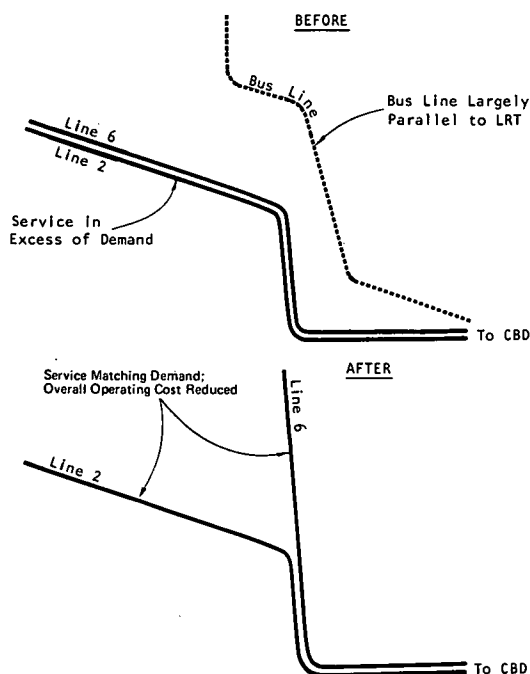 BEFORE
Bus Line
Bus Line Largely
Parallel to LRT
Line 6
Line 2
Service in
Excess of Demand
To CBD
AFTER
Service Matching Demand;
Overall Operating Cost Reduced
Line 6
Line 2
To CBD